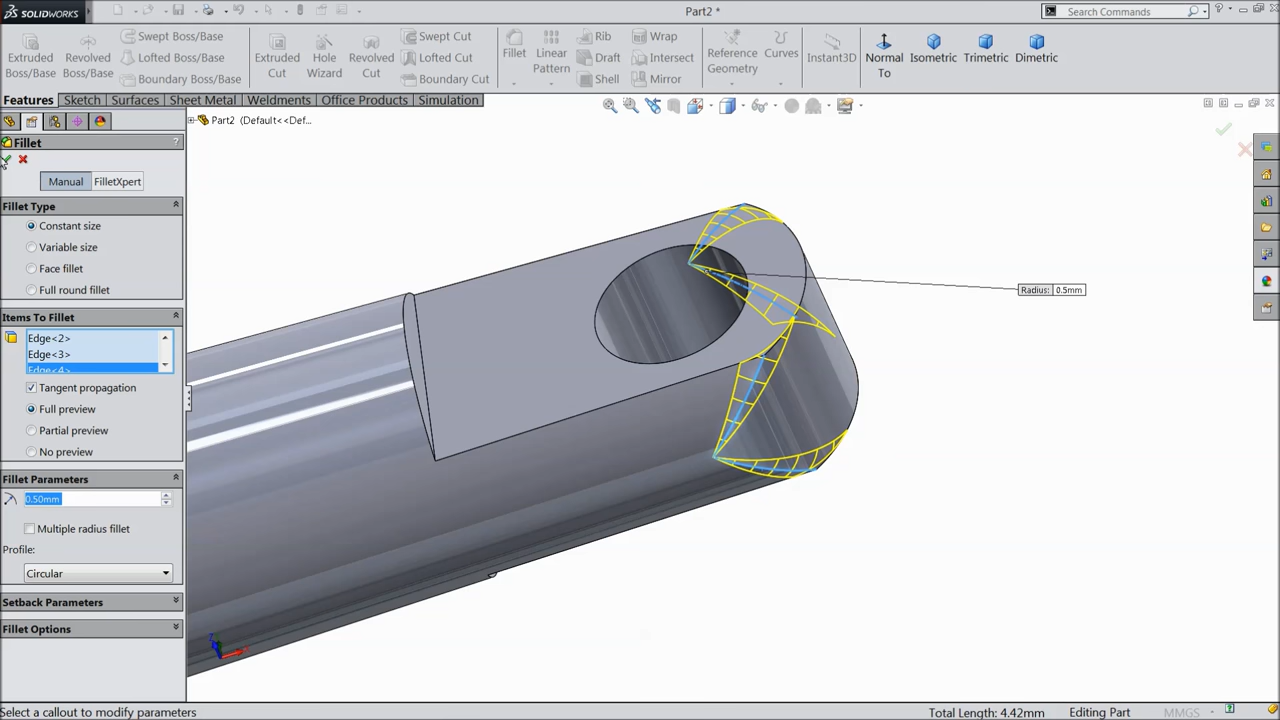 SOLIDWORKS
Part2 *
Search Commands
Extruded Boss/Base
Revolved Boss/Base
Swept Boss/Base
Lofted Boss/Base
Boundary Boss/Base
Extruded Cut
Hole Wizard
Revolved Cut
Swept Cut
Lofted Cut
Boundary Cut
Fillet
Linear Pattern
Rib
Draft
Shell
Wrap
Intersect
Mirror
Reference Geometry
Curves
Instant3D
Normal To
Isometric
Trimetric
Dimetric
Features
Sketch
Surfaces
Sheet Metal
Weldments
Office Products
Simulation
Part2 (Default<<Def...
Fillet
?
Manual
FilletXpert
Fillet Type
Constant size
Variable size
Face fillet
Full round fillet
Items To Fillet
Edge<2>
Edge<3>
Edge<4>
Tangent propagation
Full preview
Partial preview
No preview
Fillet Parameters
0.50mm
Multiple radius fillet
Profile:
Circular
Setback Parameters
Fillet Options
Radius: 0.5mm
Select a callout to modify parameters
Total Length: 4.42mm
Editing Part
MMGS